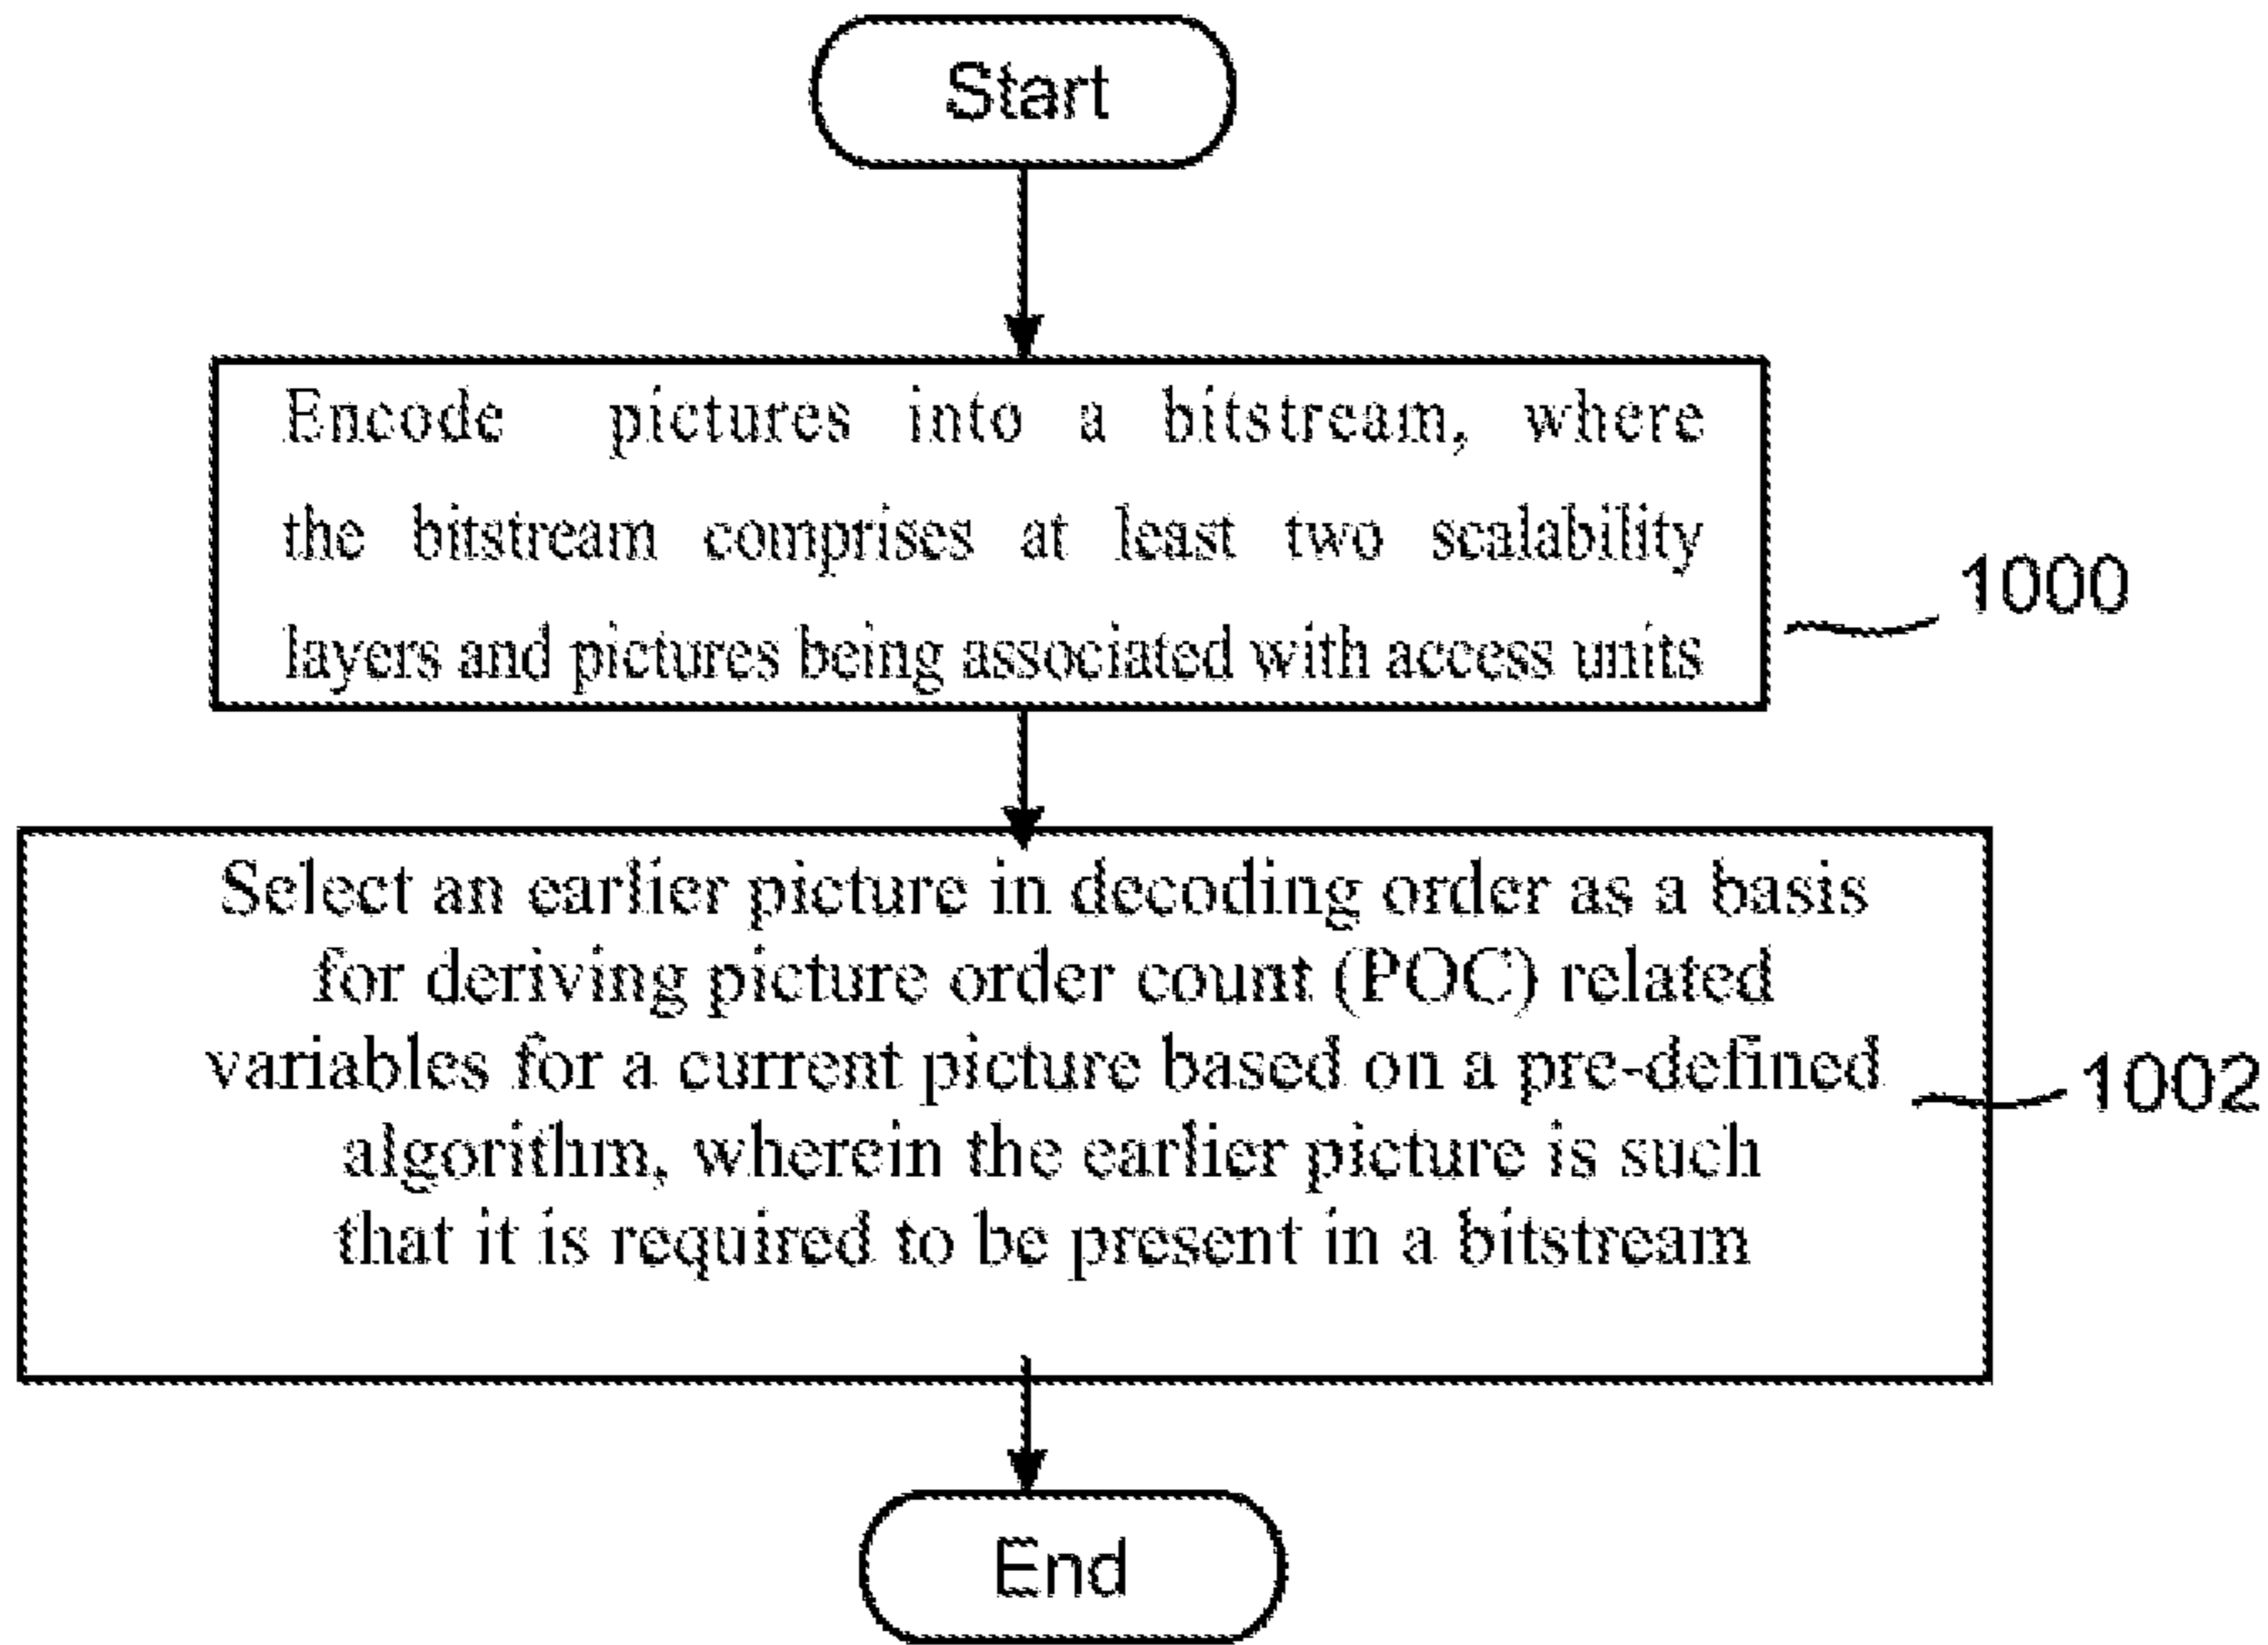 Start
Encode pictures into a bitstream, where
the bitstream comprises at least two scalability
layers and pictures being associated with access units
1000
Select an earlier picture in decoding order as a basis
for deriving picture order count (POC) related
variables for a current picture based on a pre-defined
algorithm, wherein the earlier picture is such
that it is required to be present in a bitstream
1002
End